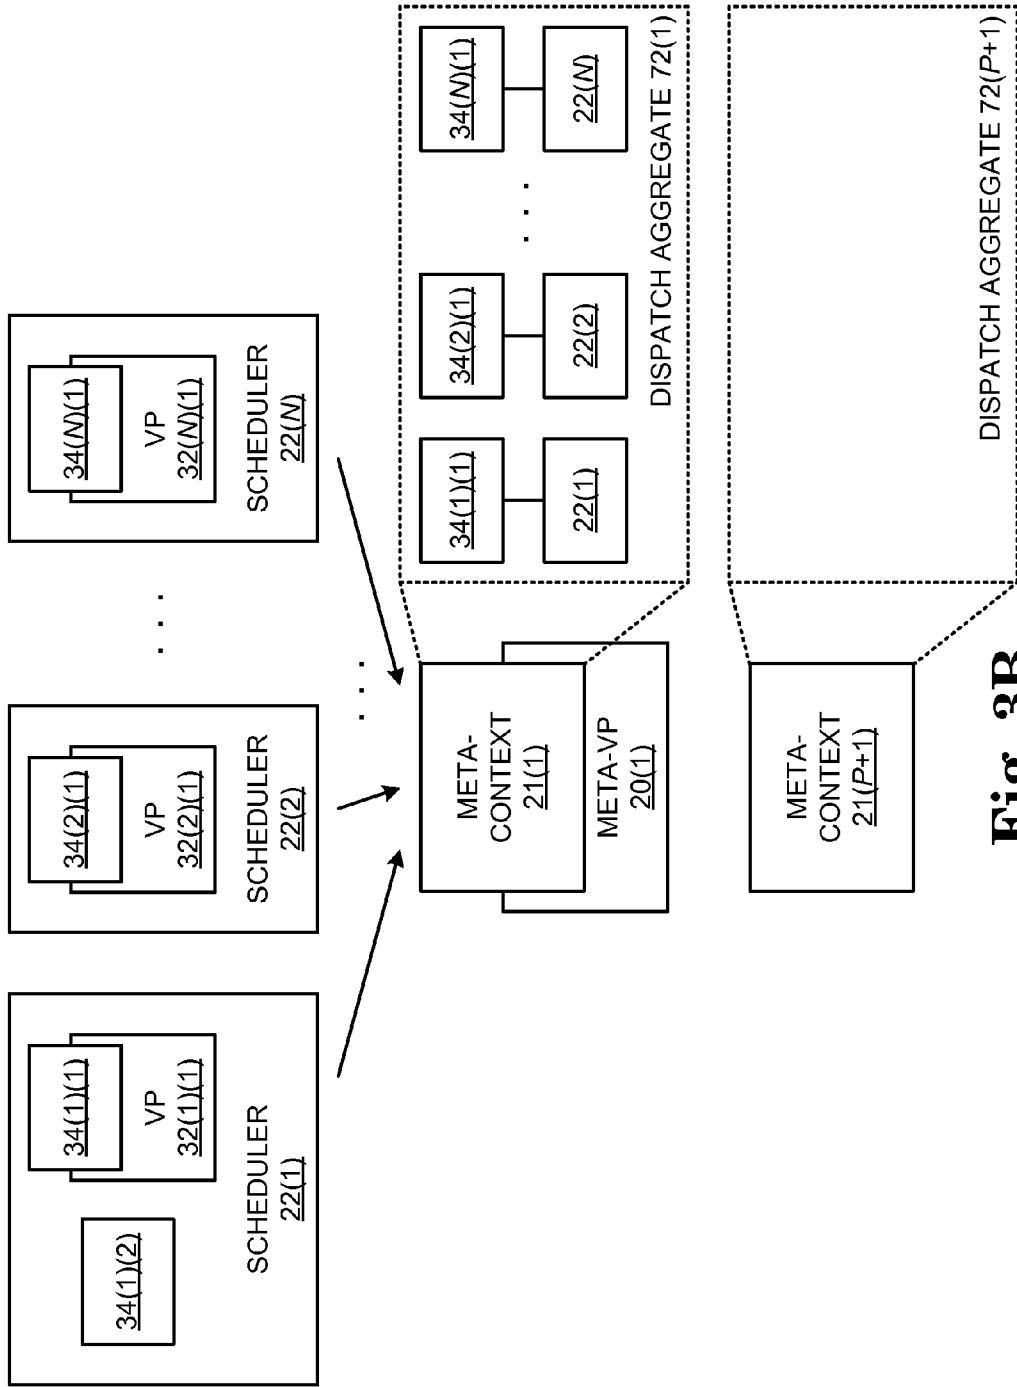 34(1)(2)
34(1)(1)
VP
32(1)(1)
SCHEDULER
22(1)
34(2)(1)
VP
32(2)(1)
SCHEDULER
22(2)
. . .
34(N)(1)
VP
32(N)(1)
SCHEDULER
22(N)
. . .
META-
CONTEXT
21(1)
META-VP
20(1)
34(1)(1)
22(1)
34(2)(1)
22(2)
. . .
34(N)(1)
22(N)
DISPATCH AGGREGATE 72(1)
META-
CONTEXT
21(P+1)
DISPATCH AGGREGATE 72(P+1)
Fig. 3B